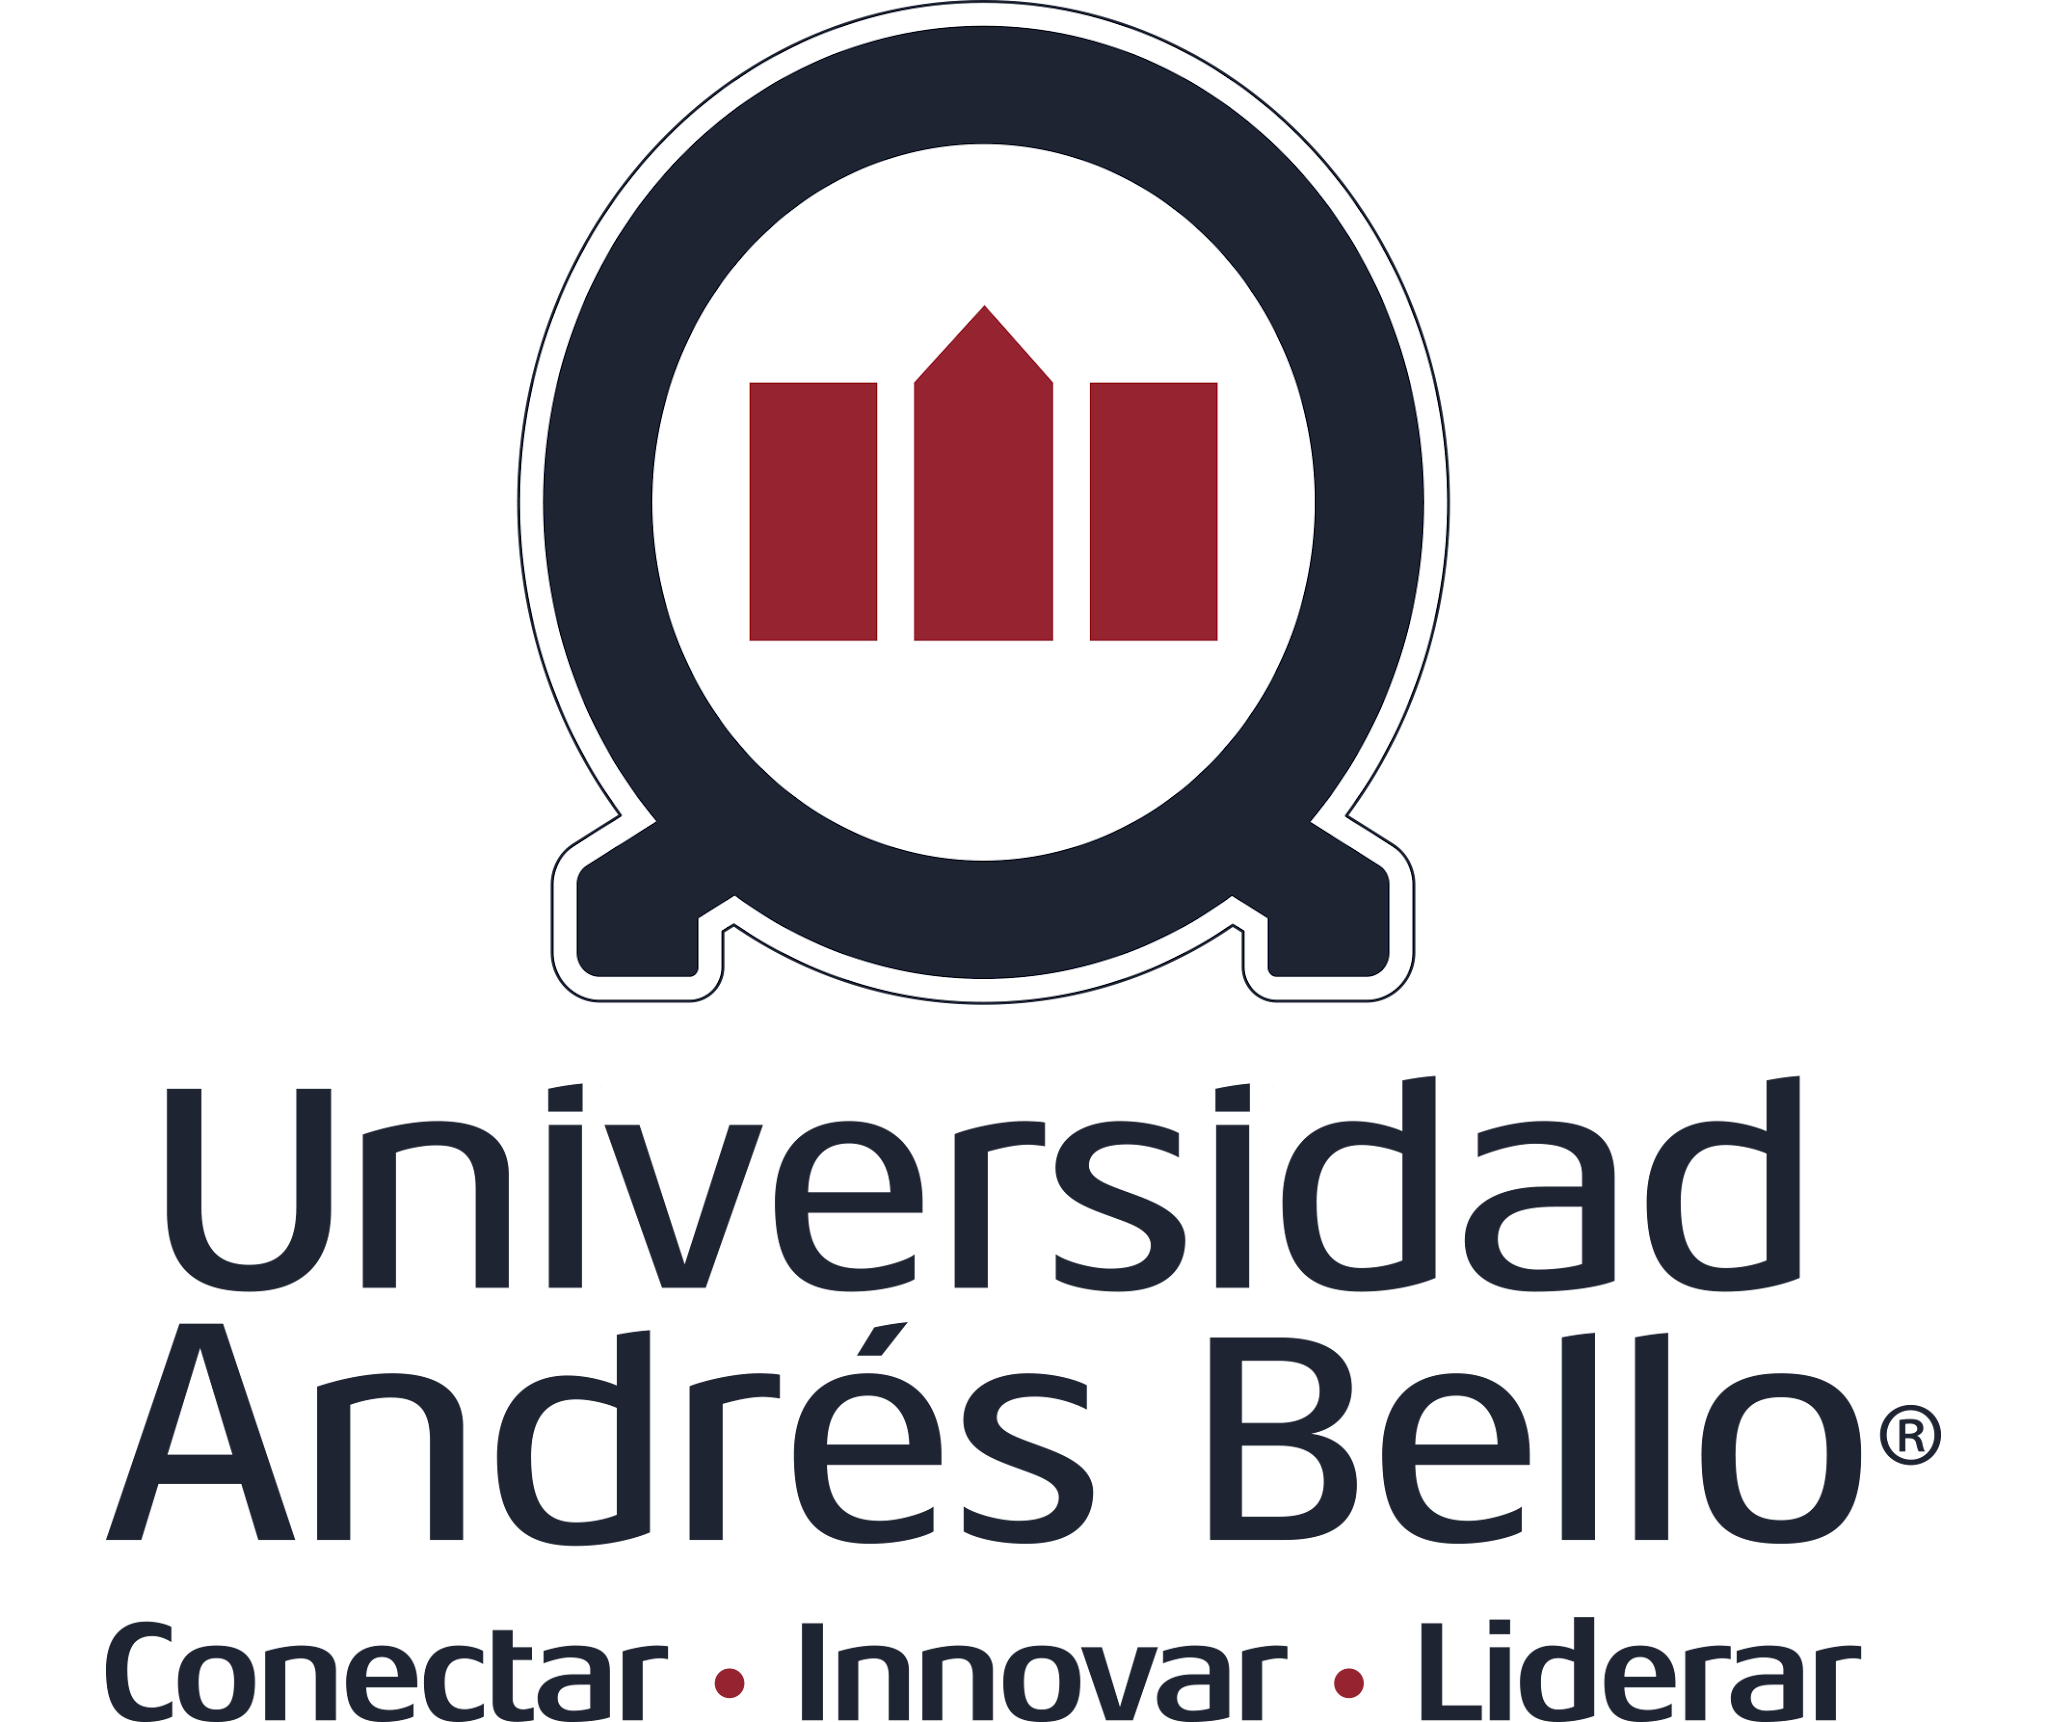 Universidad
Andrés Bello®
Conectar • Innovar • Liderar